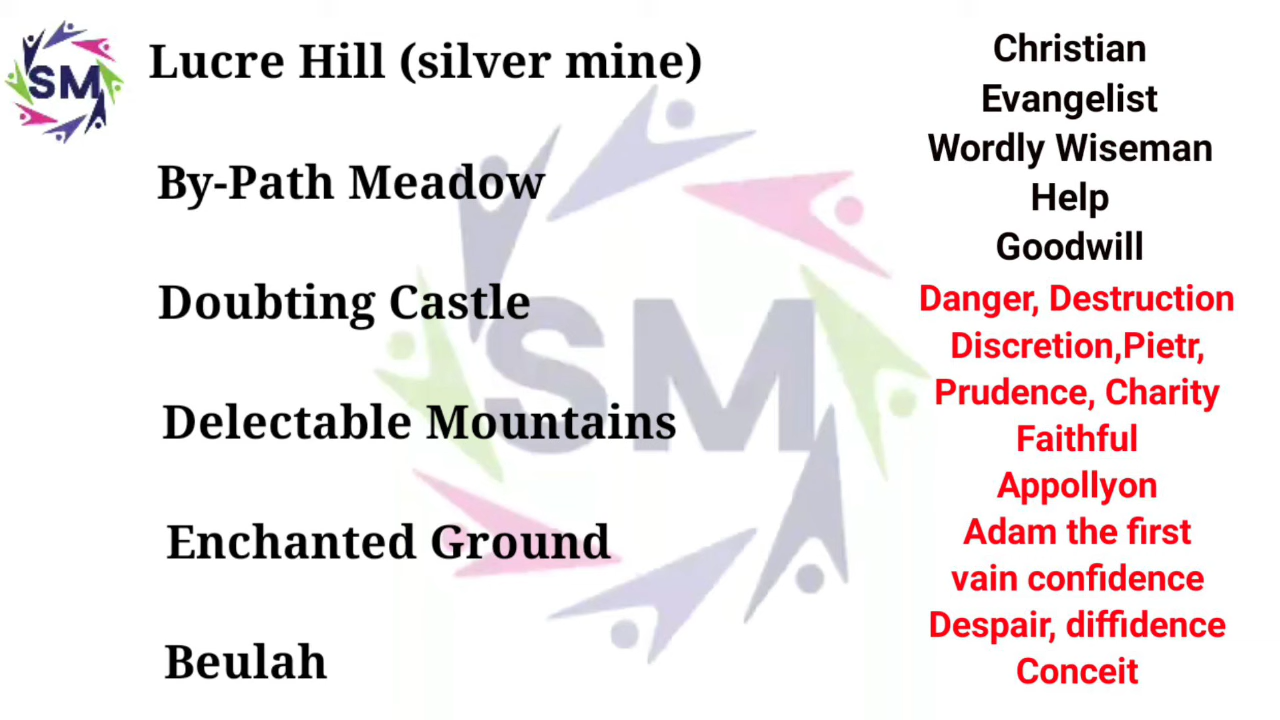 SM
Lucre Hill (silver mine)
By-Path Meadow
Doubting Castle
Delectable Mountains
Enchanted Ground
Beulah
SM
Christian
Evangelist
Wordly Wiseman
Help
Goodwill
Danger, Destruction
Discretion,Pietr,
Prudence, Charity
Faithful
Appollyon
Adam the first
vain confidence
Despair, diffidence
Conceit